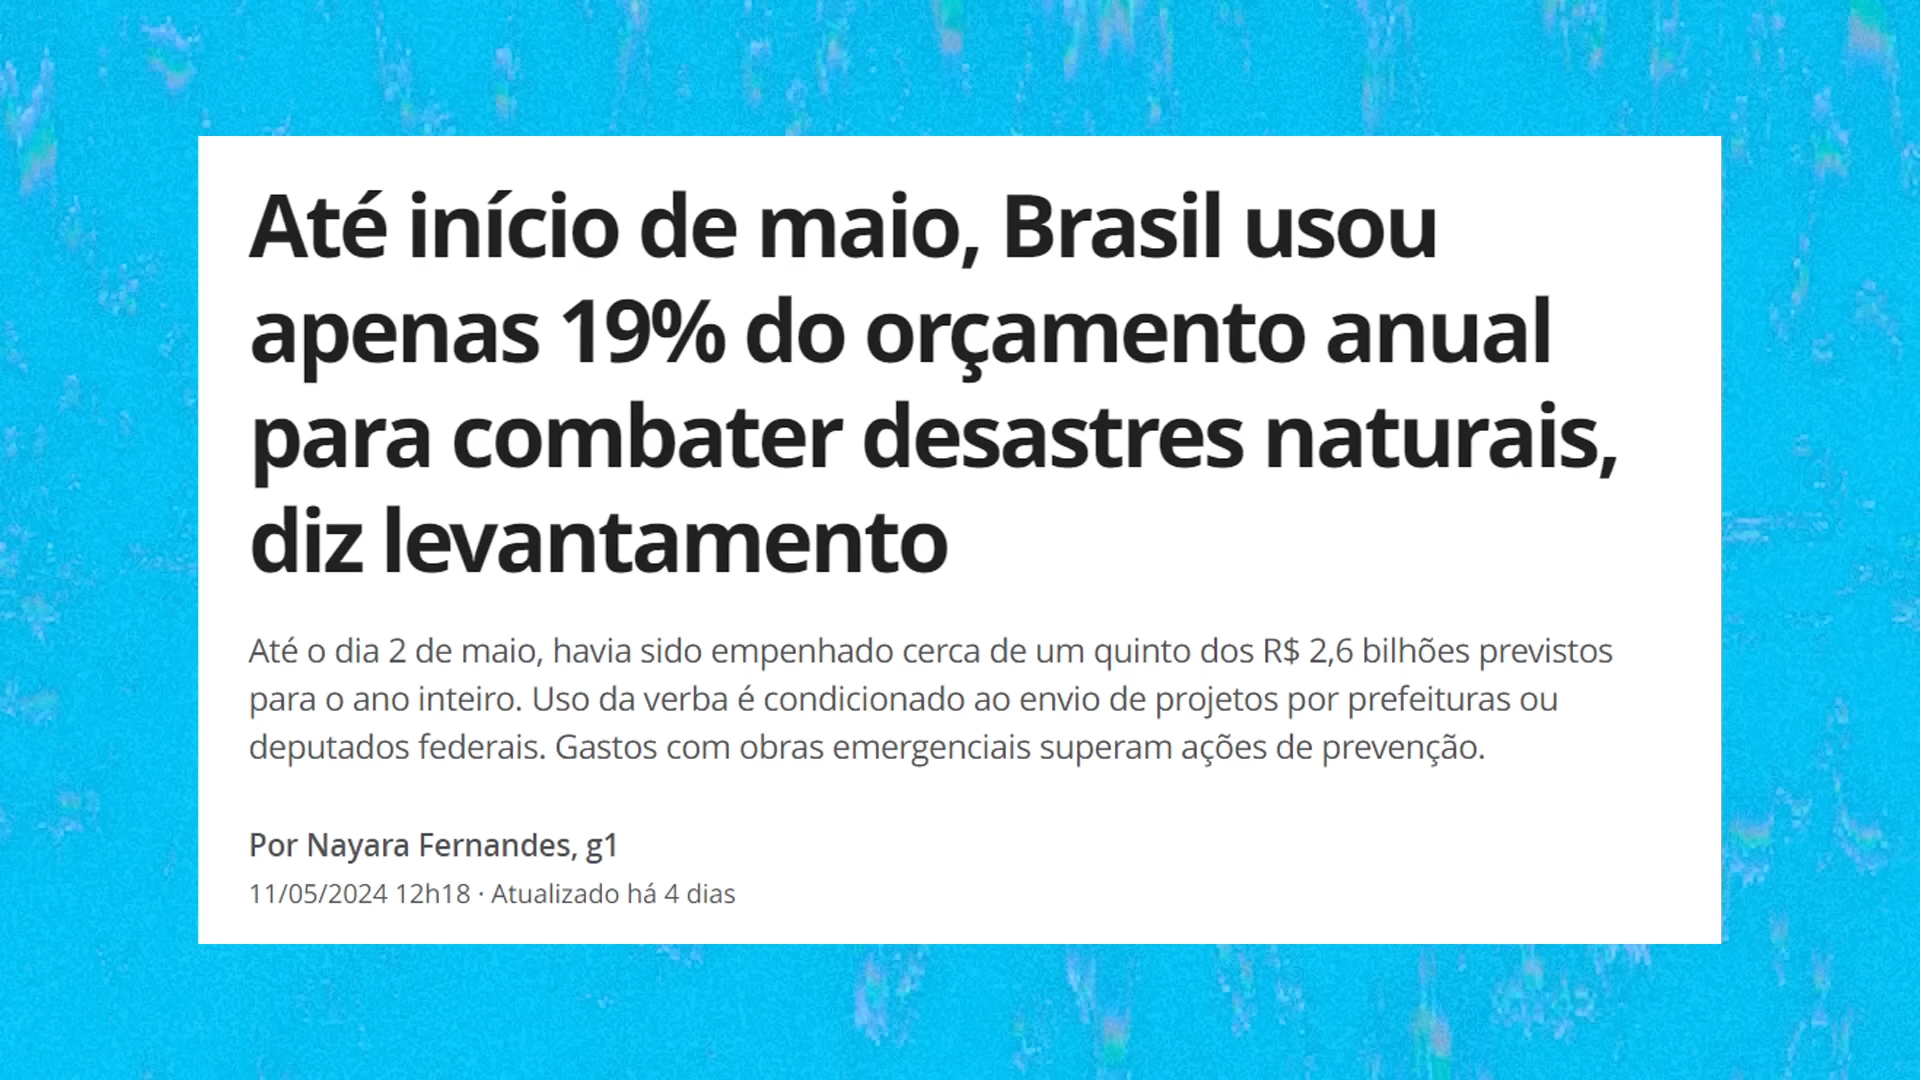 Até início de maio, Brasil usou
apenas 19% do orçamento anual
para combater desastres naturais,
diz levantamento
Até o dia 2 de maio, havia sido empenhado cerca de um quinto dos R$ 2,6 bilhões previstos
para o ano inteiro. Uso da verba é condicionado ao envio de projetos por prefeituras ou
deputados federais. Gastos com obras emergenciais superam ações de prevenção.
Por Nayara Fernandes, g1
11/05/2024 12h18 · Atualizado há 4 dias